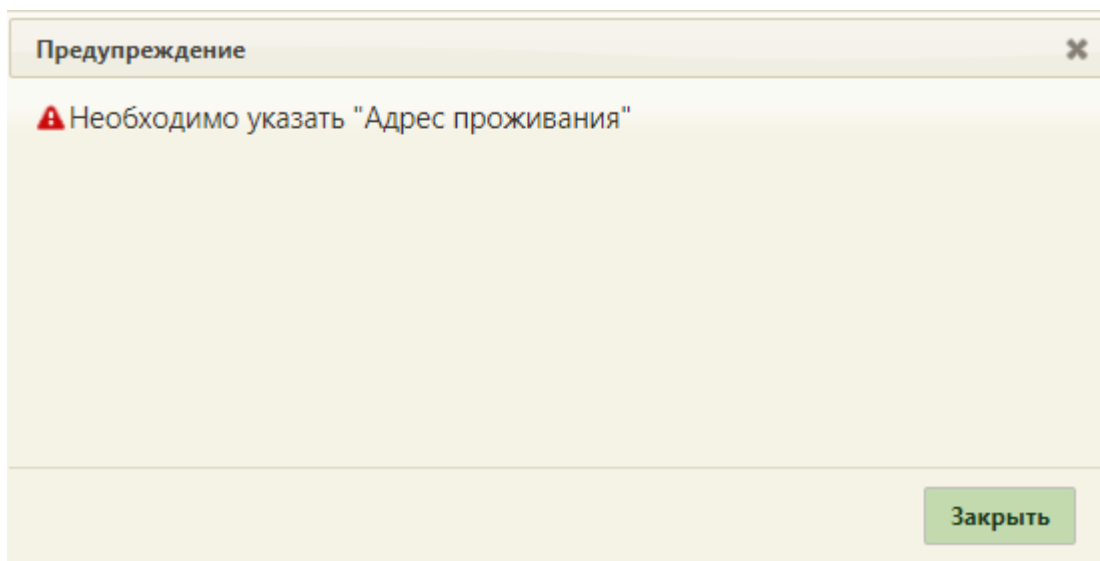 Предупреждение
Необходимо указать "Адрес проживания"
Закрыть